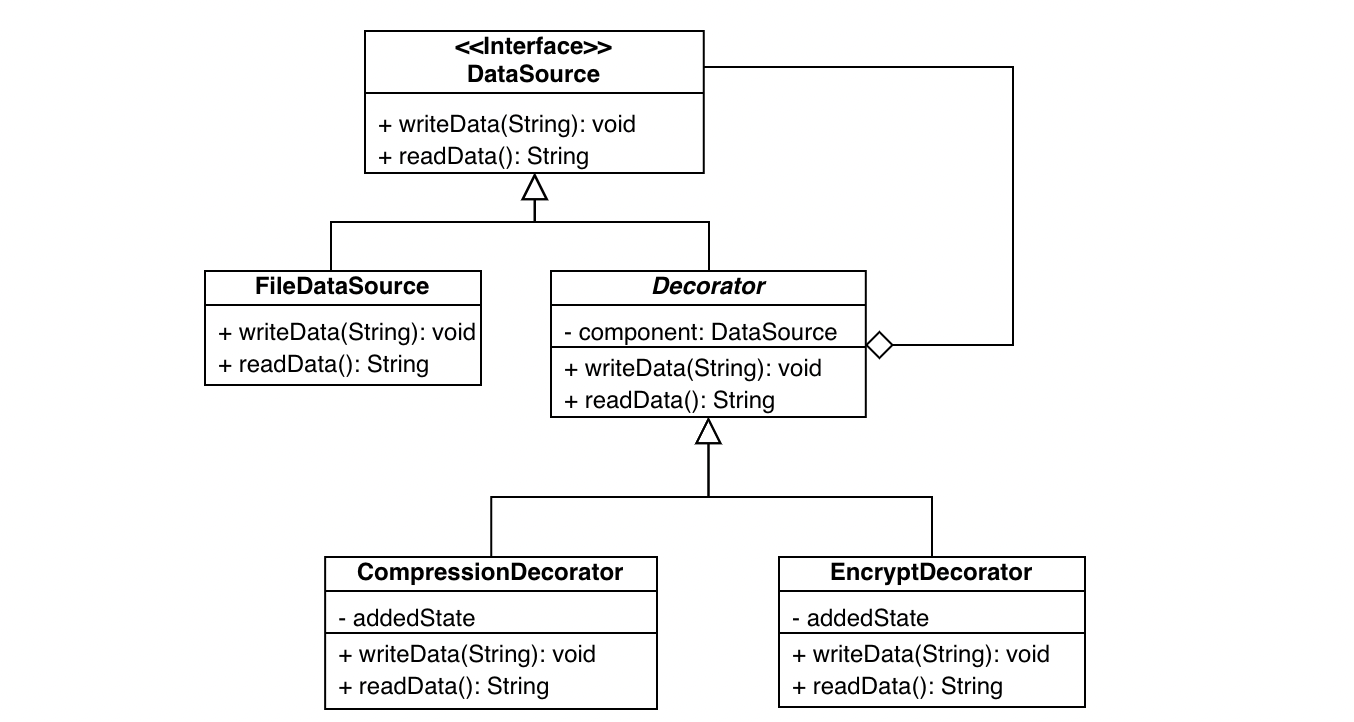 <<Interface>>
DataSource
+ writeData(String): void
+ readData(): String
FileDataSource
+ writeData(String): void
+ readData(): String
Decorator
- component: DataSource
+ writeData(String): void
+ readData(): String
CompressionDecorator
- addedState
+ writeData(String): void
+ readData(): String
EncryptDecorator
- addedState
+ writeData(String): void
+ readData(): String